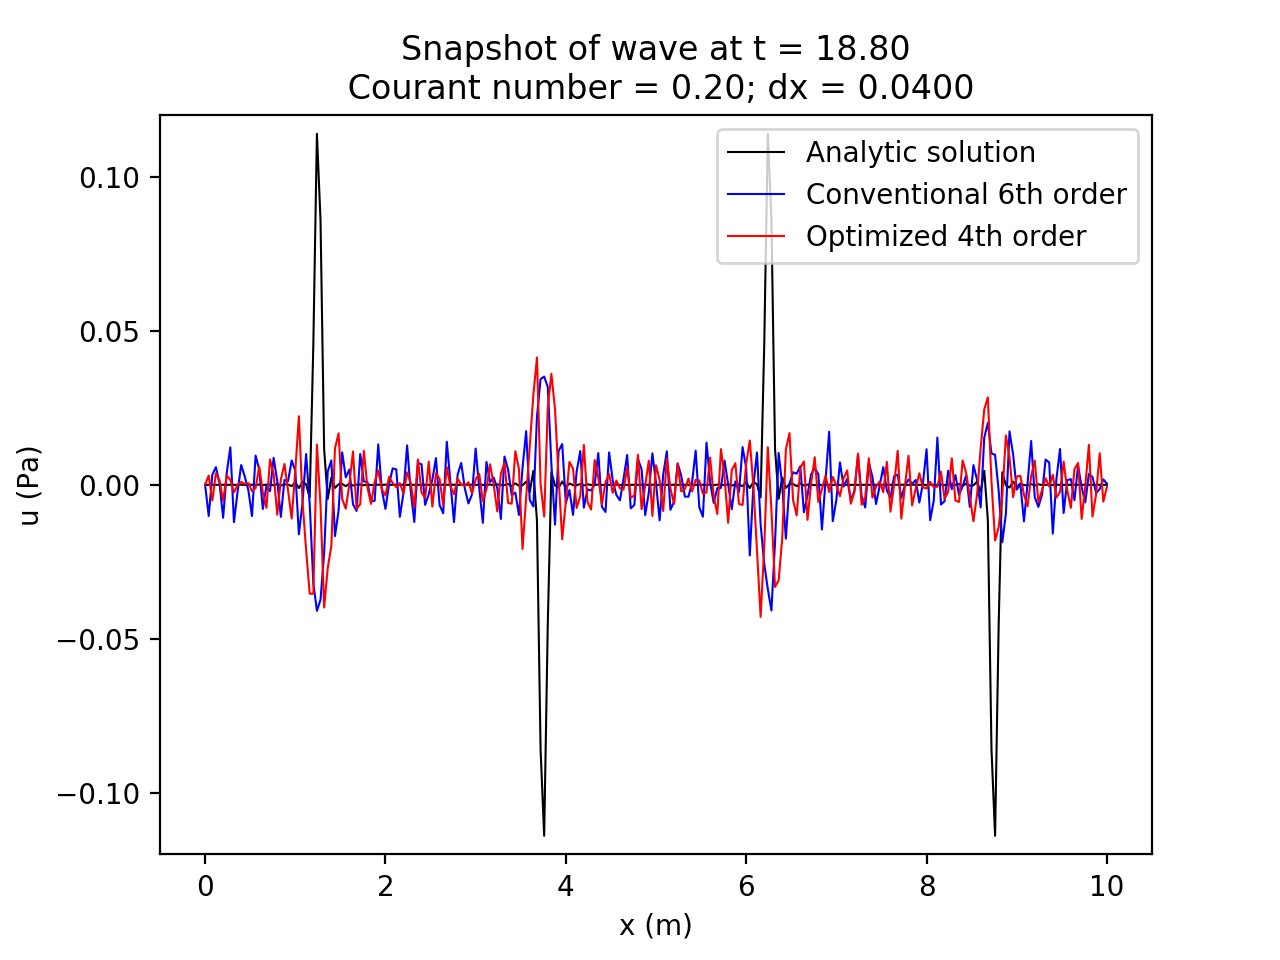 Snapshot of wave at t = 18.80
Courant number = 0.20; dx = 0.0400
Analytic solution
Conventional 6th order
Optimized 4th order
0.10
0.05
0.00
−0.05
−0.10
u (Pa)
0 2 4 6 8 10
x (m)